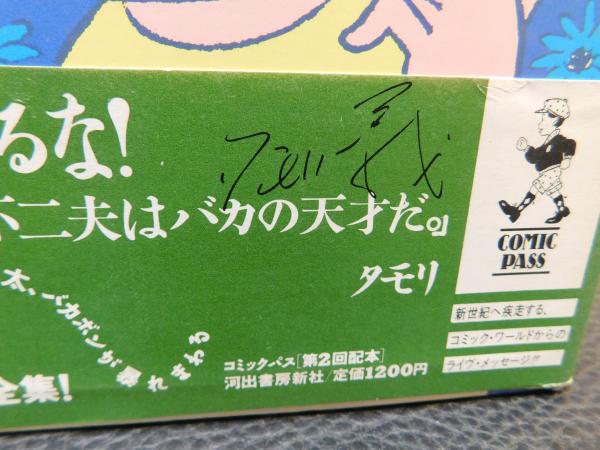 るな!
不二夫はバカの天才だ。』
タモリ
太、バカボンが暴れまわる
全集!
コミックパス[第2回配本]
河出書房新社/定価1200円
COMIC
PASS
新世紀へ疾走する、
コミック・ワールドからの
ライヴ・メッセージ!!